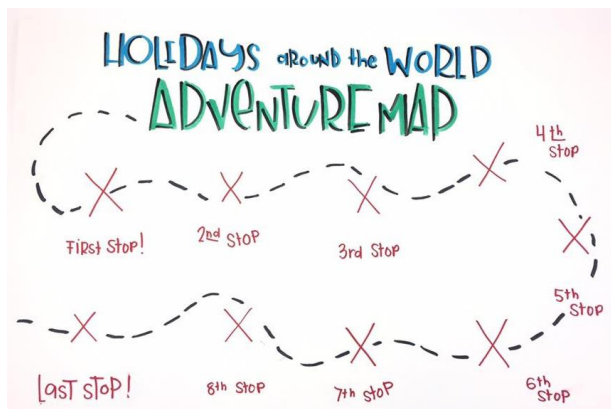 HOLIDAYS aROUND the WORLD
ADVENTURE MAP
4th
Stop
FIRSt StOP!
2nd StOP
3rd StOP
5th
StOP
LaST STOP!
8th StOP
7th StOP
6th
StOP